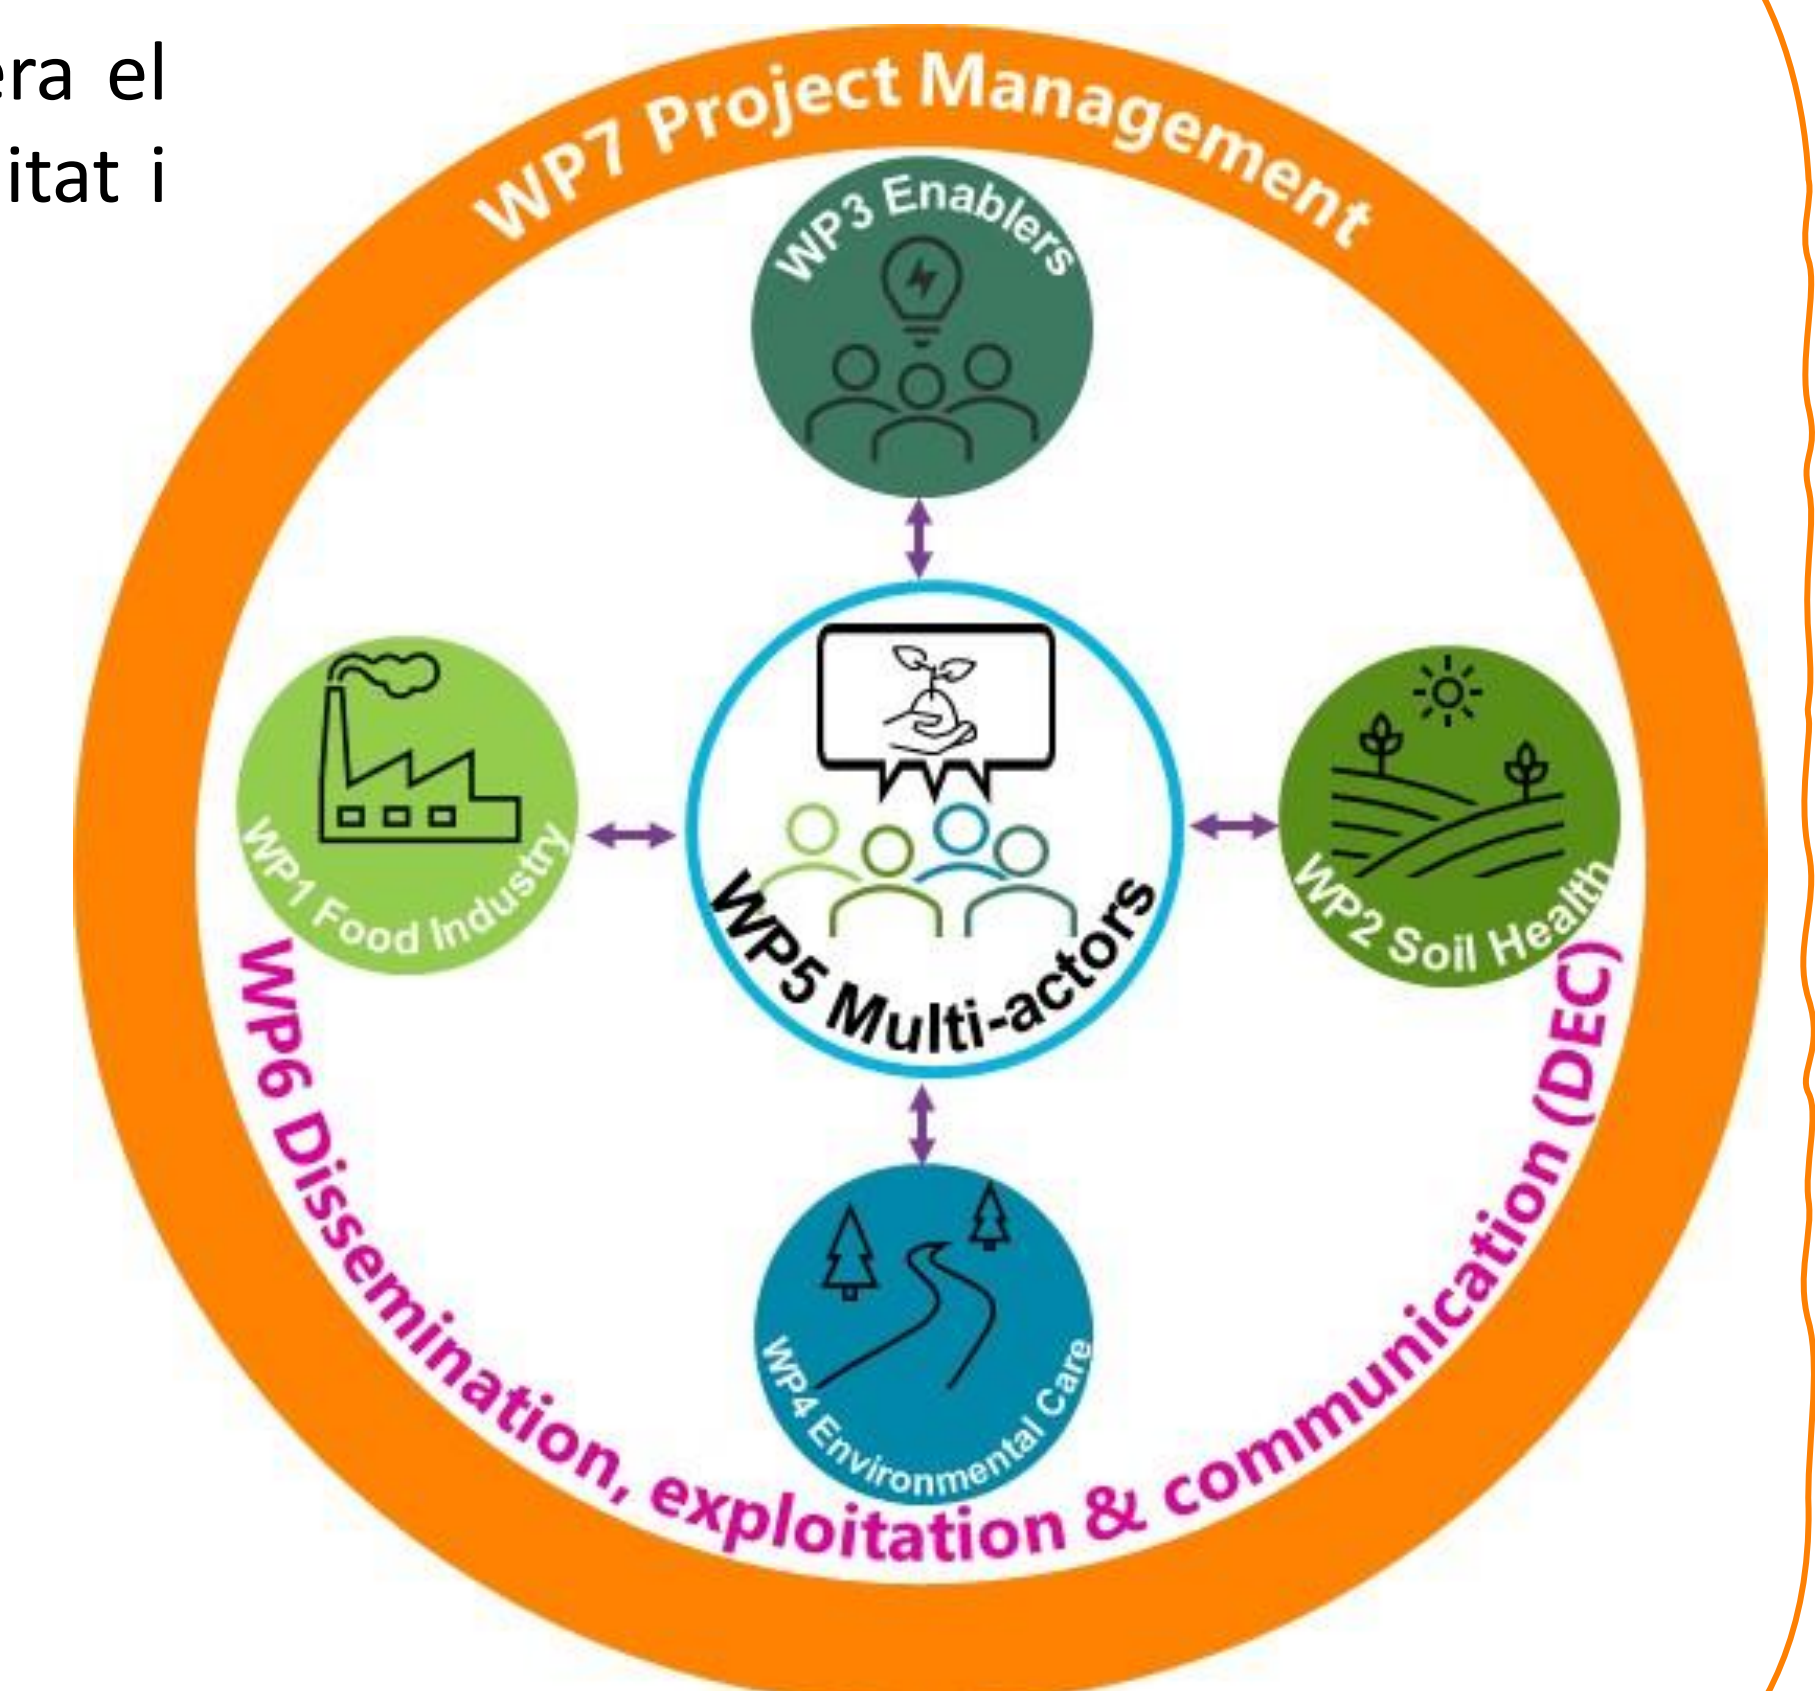 era el
itat i
WP7 Project Management
WP3 Enablers
WP1 Food Industry
WP5 Multi-actors
WP2 Soil Health
WP4 Environmental Care
WP6 Dissemination, exploitation & communication (DEC)